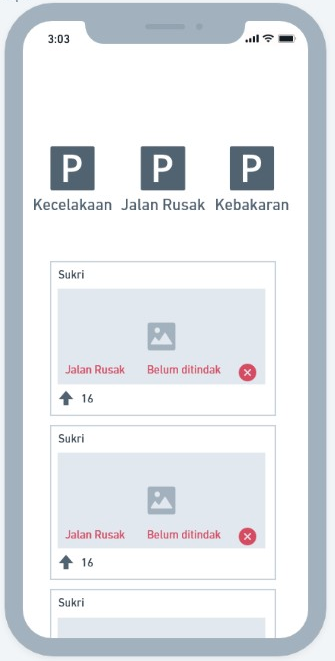 3:03
P P P
Kecelakaan Jalan Rusak Kebakaran
Sukri
Jalan Rusak Belum ditindak
16
Sukri
Jalan Rusak Belum ditindak
16
Sukri